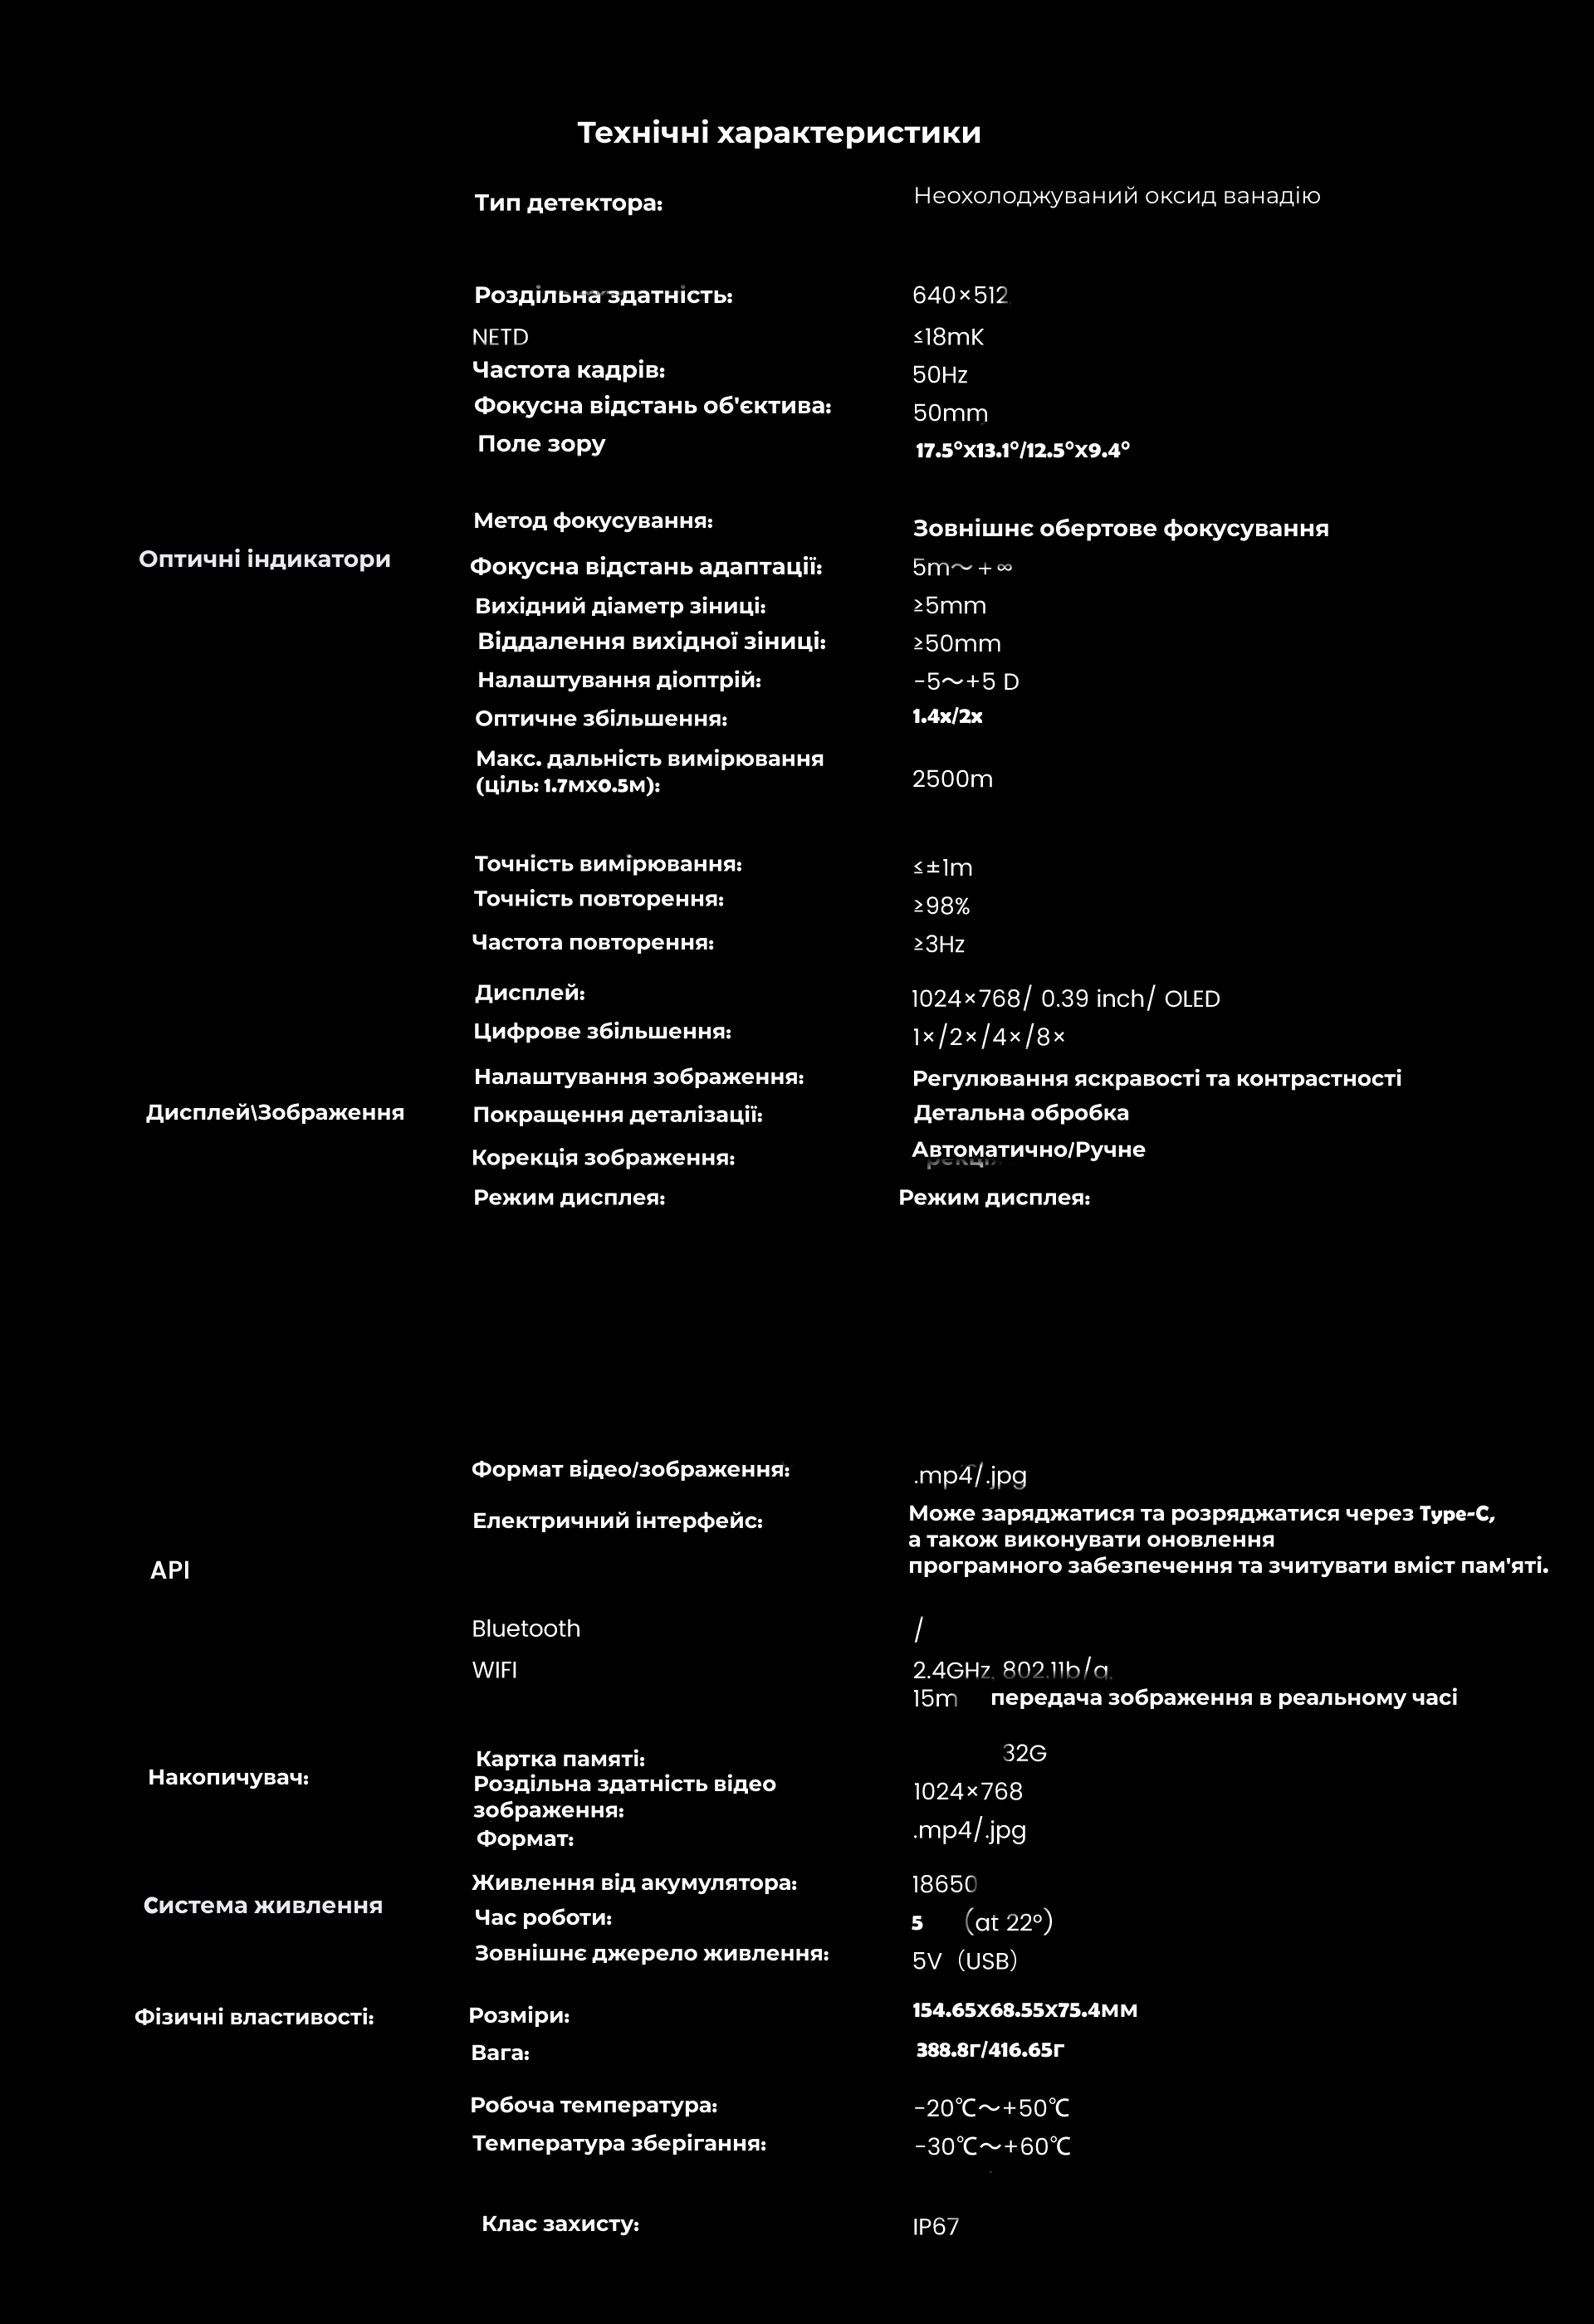 Технічні характеристики
Тип детектора: Неохолоджуваний оксид ванадію
Роздільна здатність: 640×512
NETD ≤18mK
Частота кадрів: 50Hz
Фокусна відстань об'єктива: 50mm
Поле зору 17.5°x13.1°/12.5°x9.4°
Метод фокусування: Зовнішнє обертове фокусування
Оптичні індикатори
Фокусна відстань адаптації: 5m～+∞
Вихідний діаметр зіниці: ≥5mm
Віддалення вихідної зіниці: ≥50mm
Налаштування діоптрій: -5～+5 D
Оптичне збільшення: 1.4x/2x
Макс. дальність вимірювання
(ціль: 1.7мx0.5м): 2500m
Точність вимірювання: ≤±1m
Точність повторення: ≥98%
Частота повторення: ≥3Hz
Дисплей: 1024×768/ 0.39 inch/ OLED
Цифрове збільшення: 1×/2×/4×/8×
Налаштування зображення: Регулювання яскравості та контрастності
Дисплей\Зображення Покращення деталізації: Детальна обробка
Корекція зображення: Автоматично/Ручне
Режим дисплея: Режим дисплея:
Формат відео/зображення: .mp4/.jpg
Електричний інтерфейс: Може заряджатися та розряджатися через Type-C,
а також виконувати оновлення
програмного забезпечення та зчитувати вміст пам'яті.
API
Bluetooth /
WIFI 2.4GHz, 802.11b/g,
15m передача зображення в реальному часі
Картка памяті: 32G
Накопичувач:
Роздільна здатність відео 1024×768
зображення:
Формат: .mp4/.jpg
Живлення від акумулятора: 18650
Система живлення
Час роботи: 5 (at 22°)
Зовнішнє джерело живлення: 5V (USB)
Фізичні властивості: Розміри: 154.65x68.55x75.4мм
Вага: 388.8г/416.65г
Робоча температура: -20℃～+50℃
Температура зберігання: -30℃～+60℃
Клас захисту: IP67